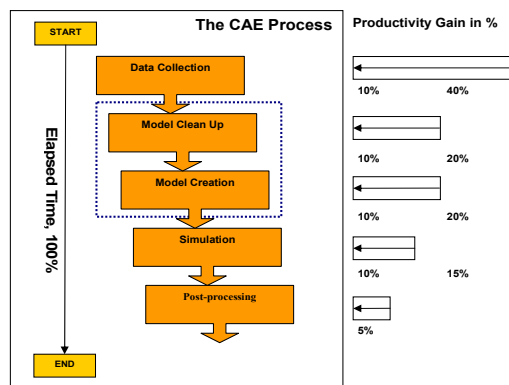 The CAE Process
Productivity Gain in %
START
Data Collection
10% 40%
Model Clean Up
10% 20%
Elapsed Time, 100%
Model Creation
10% 20%
Simulation
10% 15%
Post-processing
5%
END